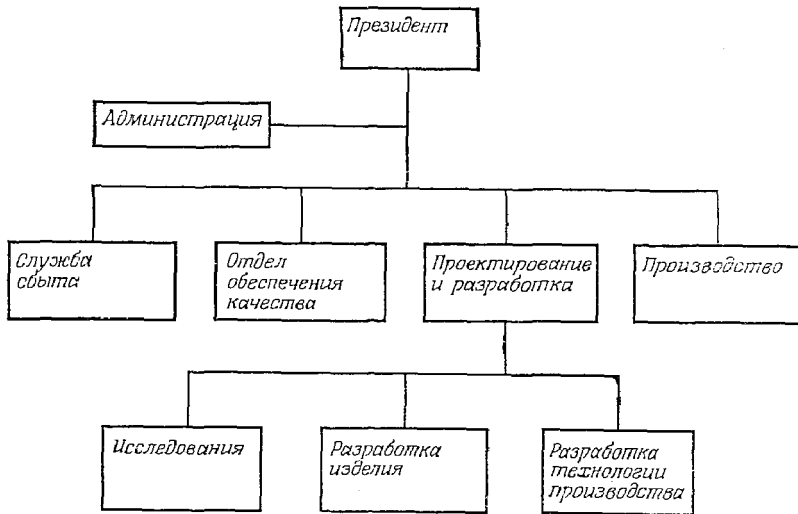 Президент
Администрация
Служба
сбыта
Отдел
обеспечения
качества
Проектирование
и разработка
Производство
Исследования
Разработка
изделия
Разработка
технологии
производства